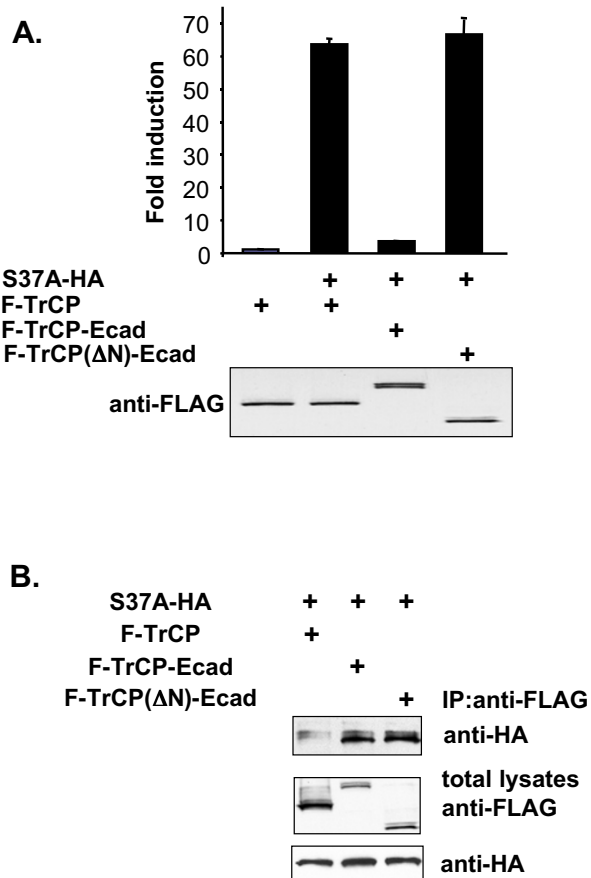 A.
Fold induction
70
60
50
40
30
20
10
0
S37A-HA + + +
F-TrCP + +
F-TrCP-Ecad +
F-TrCP(ΔN)-Ecad +
anti-FLAG
B.
S37A-HA + + +
F-TrCP +
F-TrCP-Ecad +
F-TrCP(ΔN)-Ecad + IP:anti-FLAG
anti-HA
total lysates
anti-FLAG
anti-HA